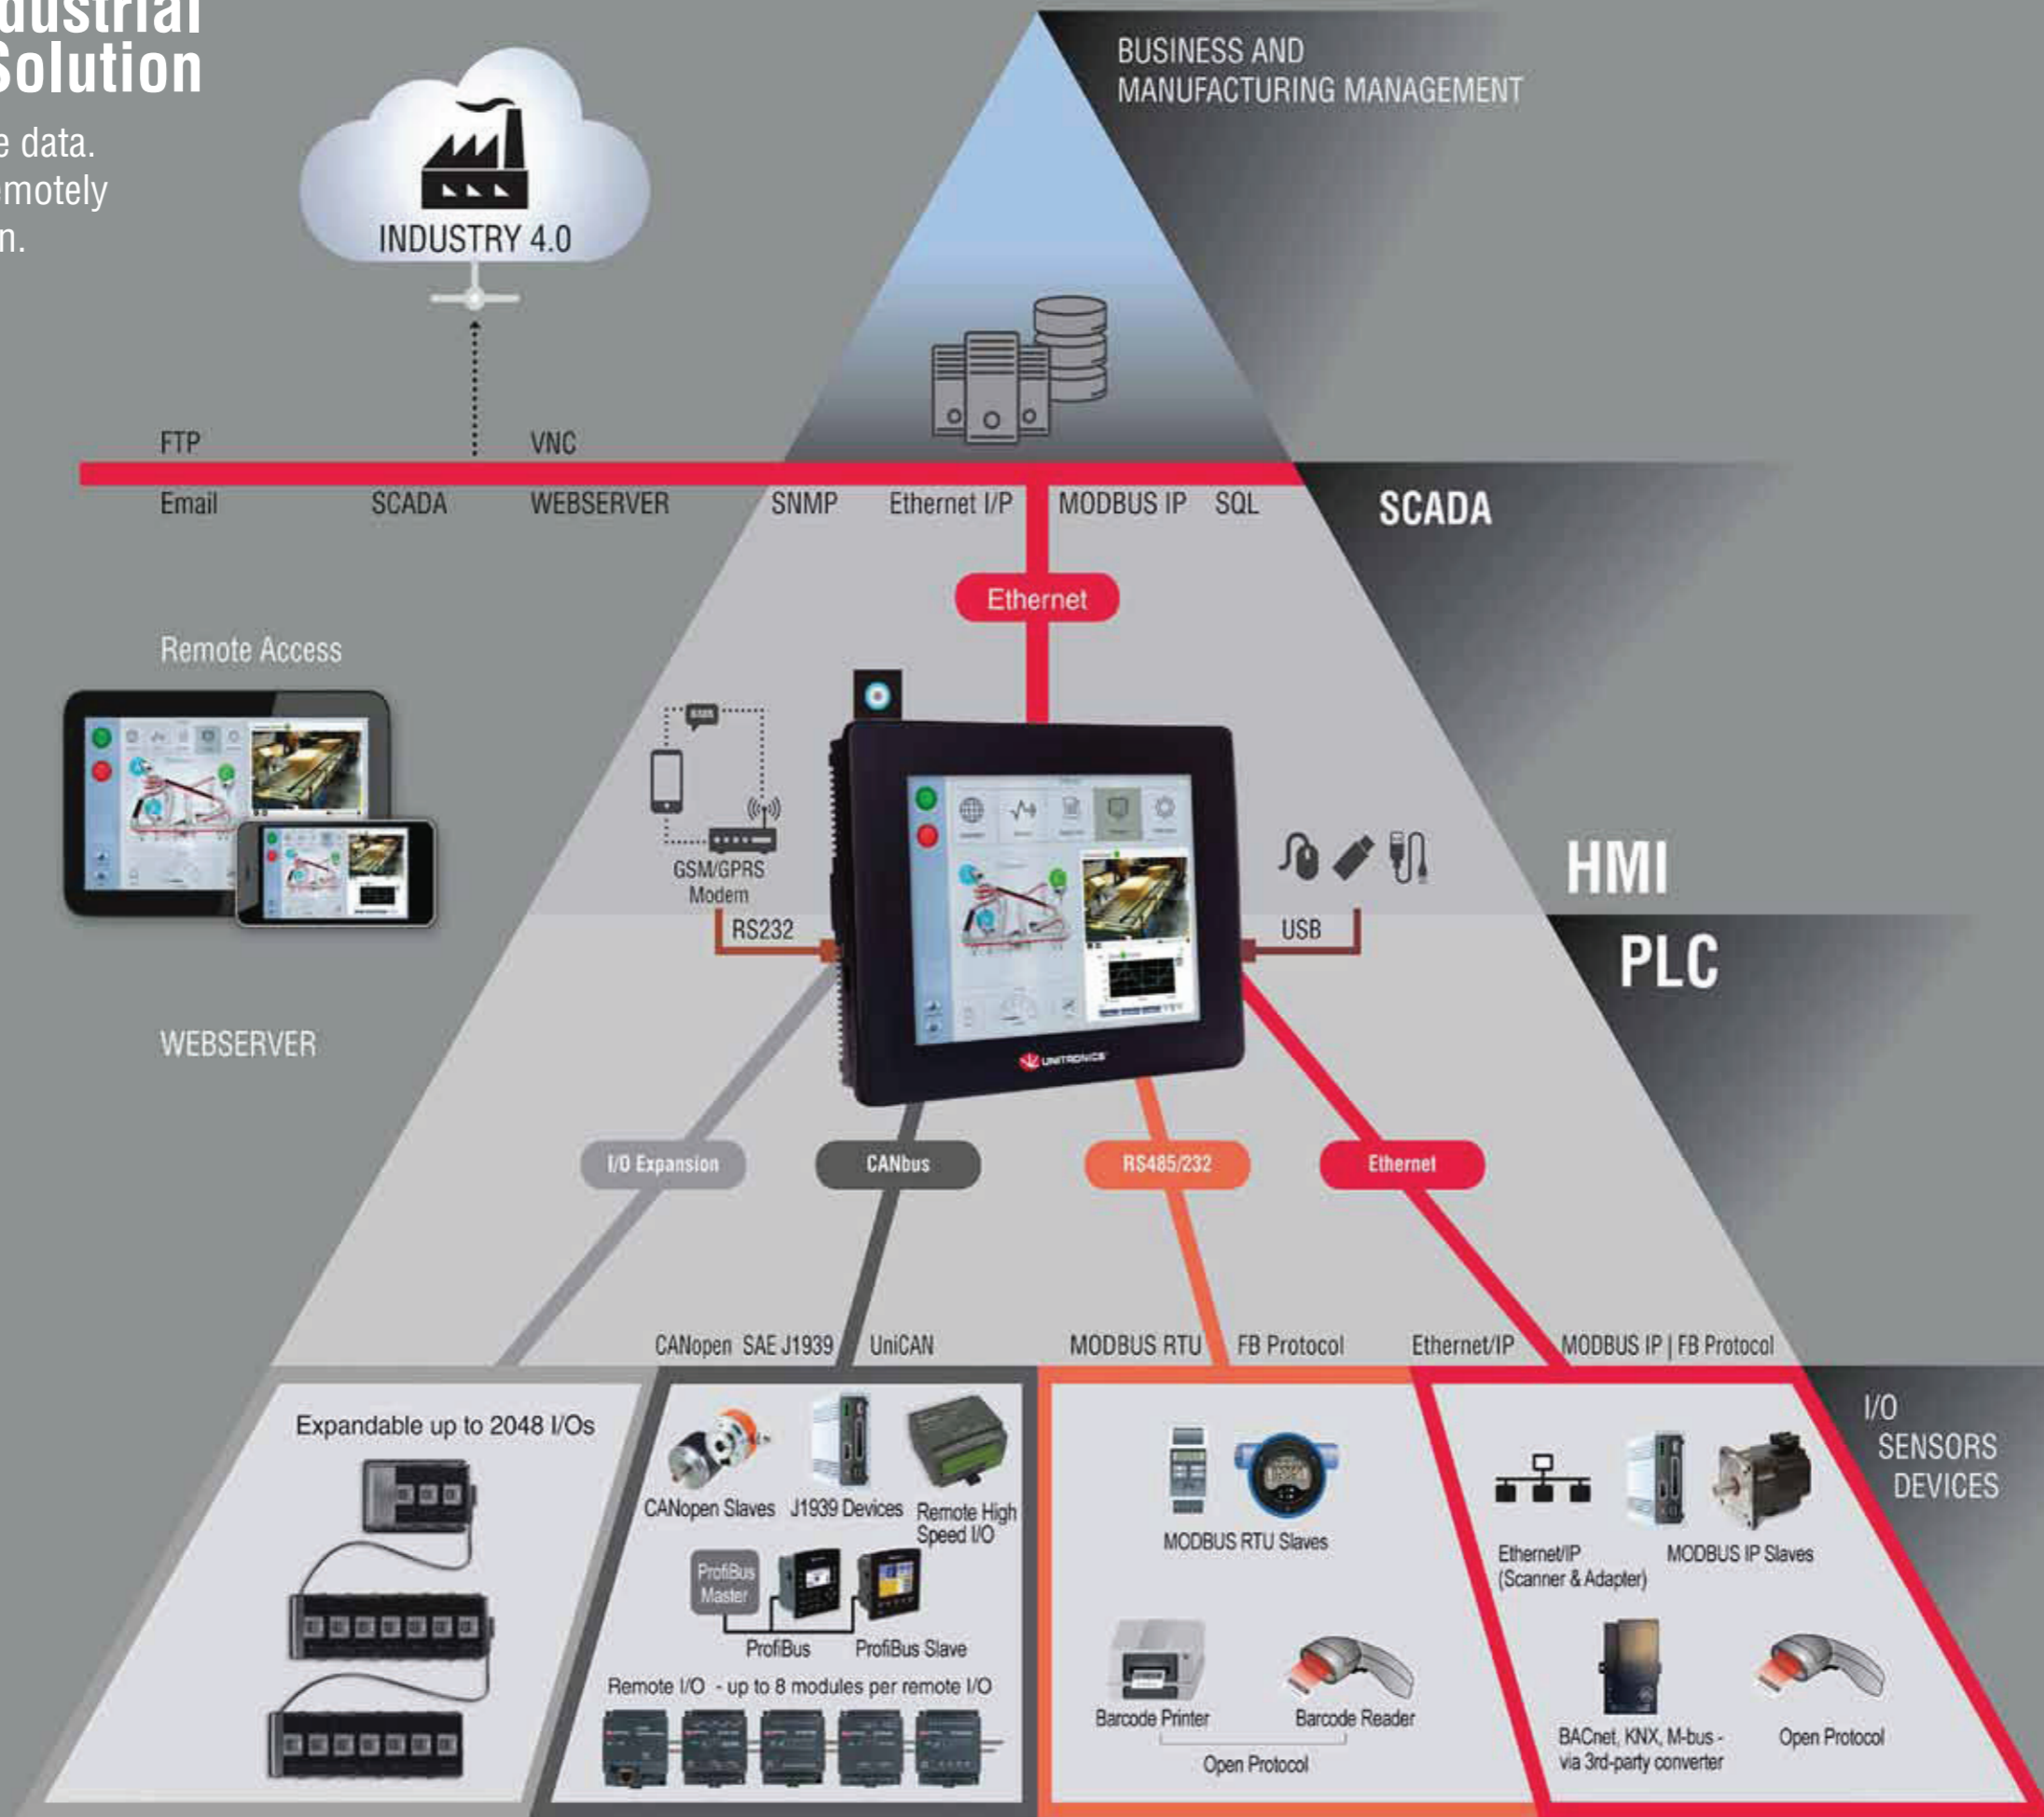 dustrial
Solution
e data.
emotely
n.
BUSINESS AND
MANUFACTURING MANAGEMENT
INDUSTRY 4.0
FTP
VNC
Email
SCADA
WEBSERVER
SNMP
Ethernet I/P
MODBUS IP
SQL
SCADA
Ethernet
Remote Access
SMS
GSM/GPRS
Modem
RS232
USB
HMI
PLC
WEBSERVER
UNITRONICS
I/O Expansion
CANbus
RS485/232
Ethernet
CANopen SAE J1939
UniCAN
MODBUS RTU
FB Protocol
Ethernet/IP
MODBUS IP | FB Protocol
I/O
SENSORS
DEVICES
Expandable up to 2048 I/Os
CANopen Slaves
J1939 Devices
Remote High
Speed I/O
ProfiBus
Master
ProfiBus
ProfiBus Slave
Remote I/O - up to 8 modules per remote I/O
MODBUS RTU Slaves
Barcode Printer
Barcode Reader
Open Protocol
Ethernet/IP
(Scanner & Adapter)
MODBUS IP Slaves
BACnet, KNX, M-bus -
via 3rd-party converter
Open Protocol